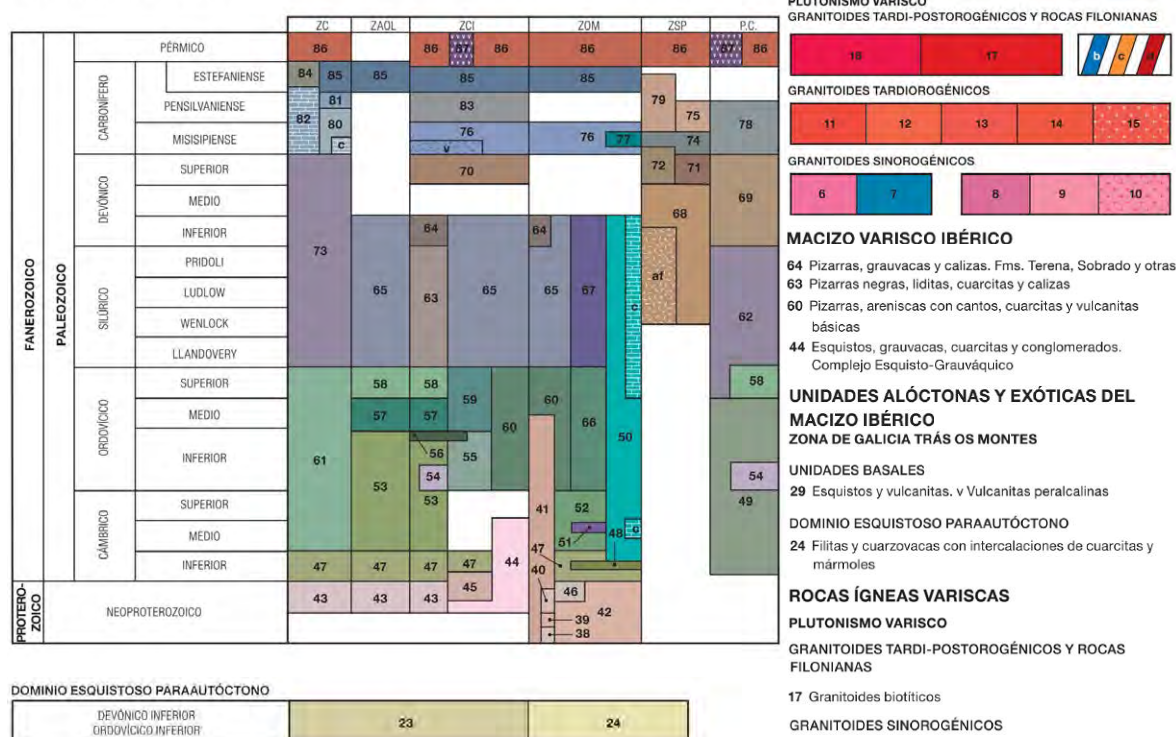 PLUTONISMO VARISCO
GRANITOIDES TARDI-POSTOROGÉNICOS Y ROCAS FILONIANAS
16 17 b c d
GRANITOIDES TARDIOROGÉNICOS
11 12 13 14 15
GRANITOIDES SINOROGÉNICOS
6 7 8 9 10
ZC ZAOL ZCI ZOM ZSP P.C.
FANEROZOICO
PALEOZOICO
PÉRMICO
86 86 87 86 86 86 87 86
CARBONÍFERO
ESTEFANIENSE
84 85 85 85 85
PENSILVANIENSE
82 81 80 83 79 75 78
MISISIPIENSE
c 76 v 76 77 74
DEVÓNICO
SUPERIOR
70 72 71
MEDIO
69
INFERIOR
64 64 68
SILÚRICO
PRIDOLI
73 af
LUDLOW
65 63 65 65 67 c
WENLOCK
62
LLANDOVERY
ORDOVÍCICO
SUPERIOR
58 58 59 60 58
MEDIO
57 57 60 66 50
INFERIOR
61 56 55 54 54
CÁMBRICO
SUPERIOR
53 53 41 52 49
MEDIO
44 51 48 c
INFERIOR
47 47 47 47 45 47 40
PROTERO-
ZOICO
NEOPROTEROZOICO
43 43 43 46 42
39
38
DOMINIO ESQUISTOSO PARAAUTÓCTONO
DEVÓNICO INFERIOR
ORDOVÍCICO INFERIOR
23 24
MACIZO VARISCO IBÉRICO
64 Pizarras, grauvacas y calizas. Fms. Terena, Sobrado y otras
63 Pizarras negras, liditas, cuarcitas y calizas
60 Pizarras, areniscas con cantos, cuarcitas y vulcanitas
básicas
44 Esquistos, grauvacas, cuarcitas y conglomerados.
Complejo Esquisto-Grauváquico
UNIDADES ALÓCTONAS Y EXÓTICAS DEL
MACIZO IBÉRICO
ZONA DE GALICIA TRÁS OS MONTES
UNIDADES BASALES
29 Esquistos y vulcanitas. v Vulcanitas peralcalinas
DOMINIO ESQUISTOSO PARAAUTÓCTONO
24 Filitas y cuarzovacas con intercalaciones de cuarcitas y
mármoles
ROCAS ÍGNEAS VARISCAS
PLUTONISMO VARISCO
GRANITOIDES TARDI-POSTOROGÉNICOS Y ROCAS
FILONIANAS
17 Granitoides biotíticos
GRANITOIDES SINOROGÉNICOS